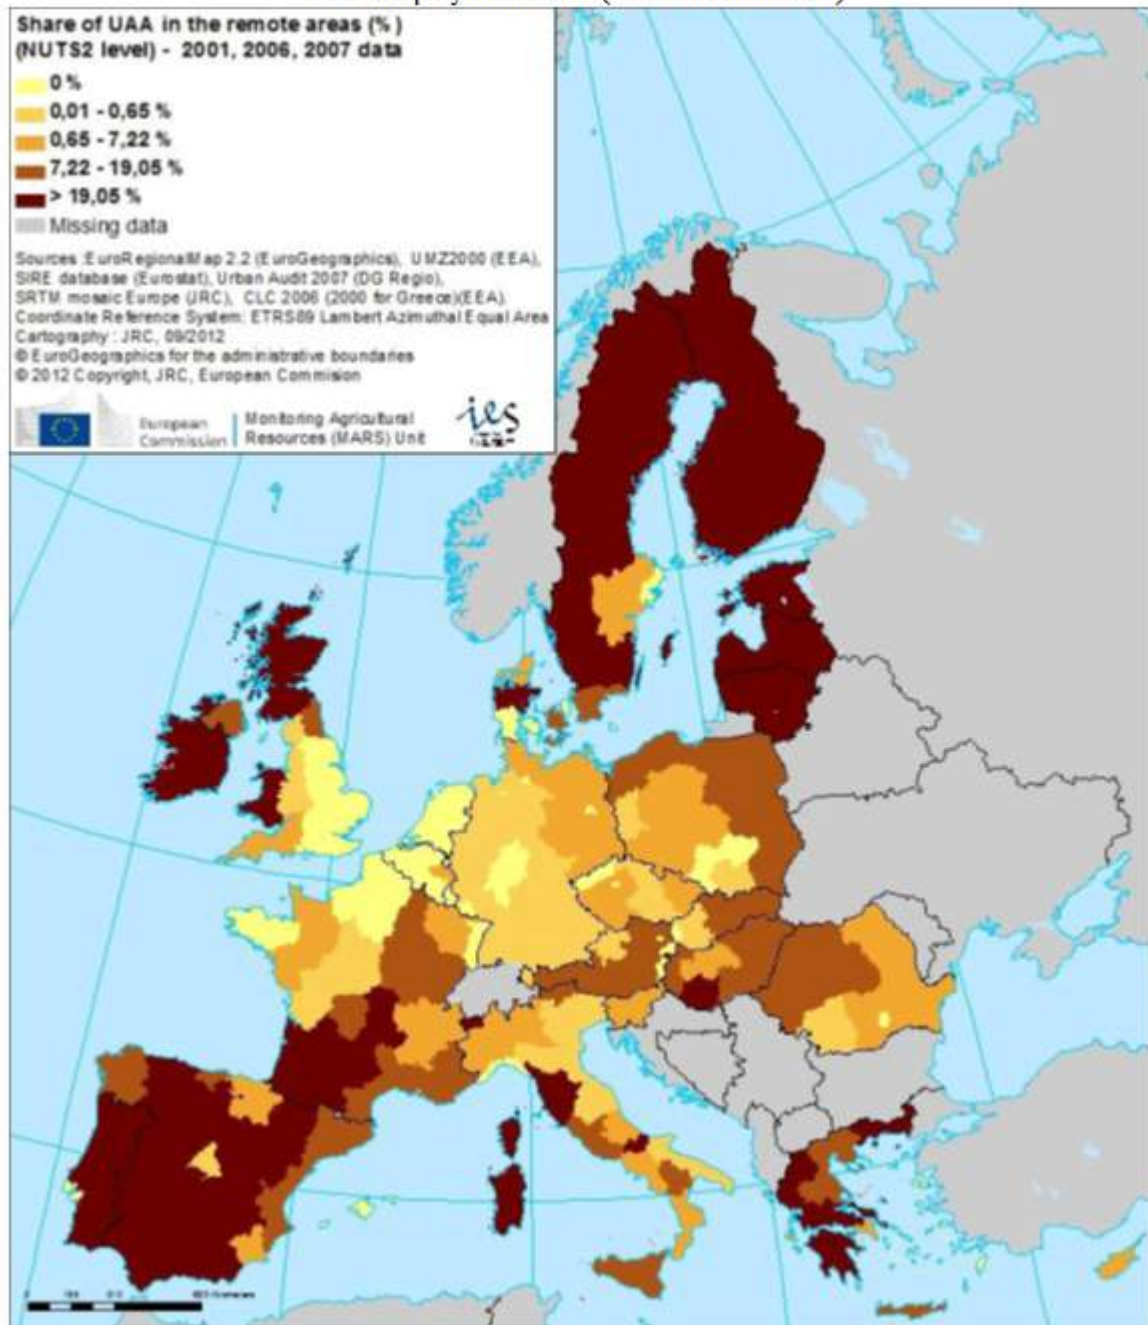 Share of UAA in the remote areas (%)
(NUTS2 level) - 2001, 2006, 2007 data
0 %
0,01 - 0,65 %
0,65 - 7,22 %
7,22 - 19,05 %
> 19,05 %
Missing data
Sources :EuroRegionalMap 2.2 (EuroGeographics), UMZ2000 (EEA),
SIRE database (Eurostat), Urban Audit 2007 (DG Regio),
SRTM mosaic Europe (JRC), CLC 2006 (2000 for Greece)(EEA).
Coordinate Reference System: ETRS89 Lambert Azimuthal Equal Area
Cartography : JRC, 09/2012
© EuroGeographics for the administrative boundaries
© 2012 Copyright, JRC, European Commision
European
Commission
Monitoring Agricultural
Resources (MARS) Unit
ies